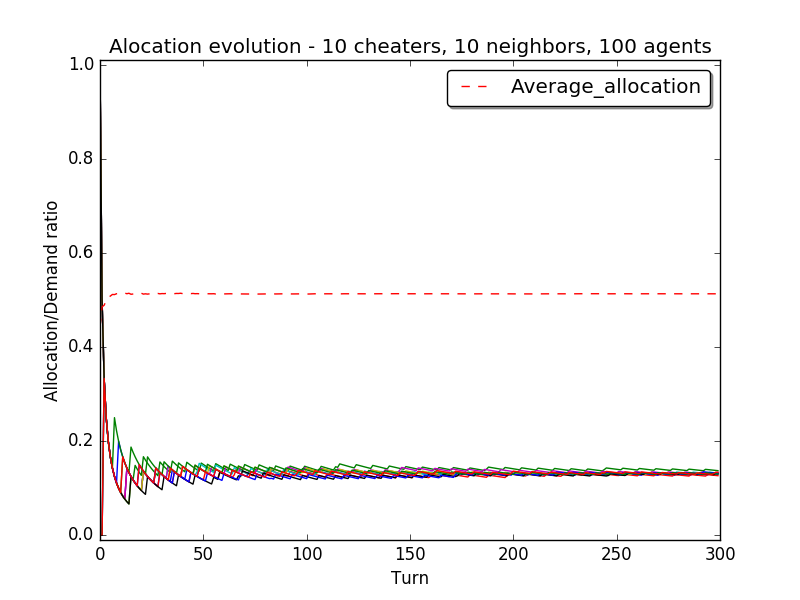 Alocation evolution - 10 cheaters, 10 neighbors, 100 agents
1.0
Average_allocation
0.8
0.6
Allocation/Demand ratio
0.4
0.2
0.0
0 50 100 150 200 250 300
Turn